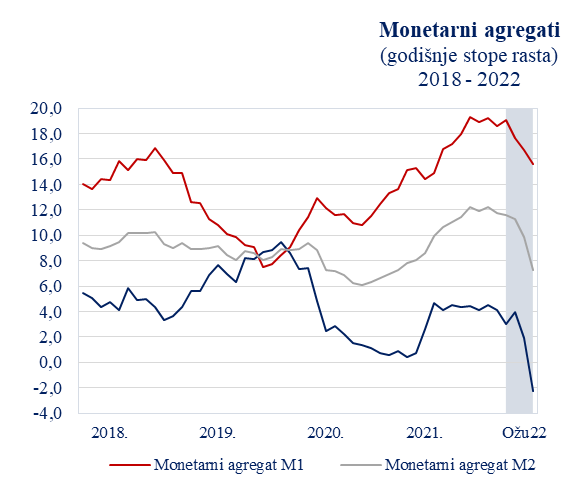 Monetarni agregati
(godišnje stope rasta)
2018 - 2022
20,0
18,0
16,0
14,0
12,0
10,0
8,0
6,0
4,0
2,0
0,0
-2,0
-4,0
2018. 2019. 2020. 2021. Ožu22
Monetarni agregat M1 Monetarni agregat M2